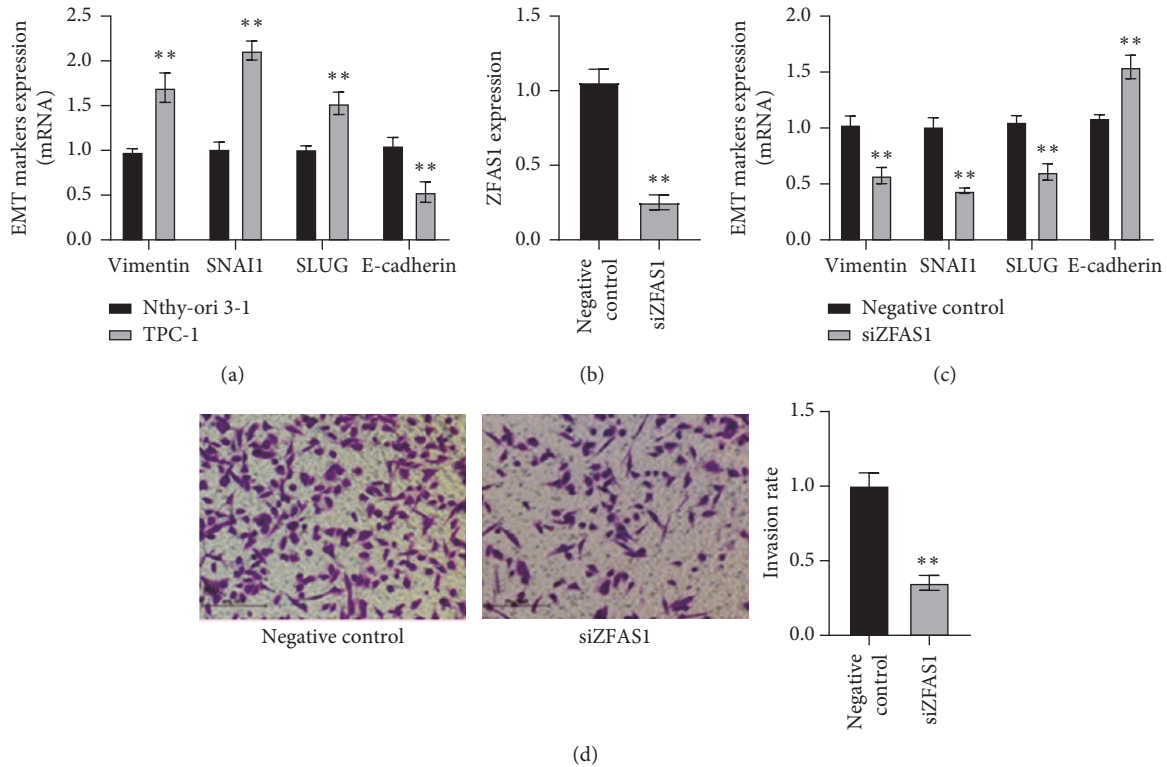 EMT markers expression
(mRNA)
2.5
2.0
1.5
1.0
0.5
0.0
**
**
**
**
Vimentin
SNAI1
SLUG
E-cadherin
Nthy-ori 3-1
TPC-1
(a)
ZFAS1 expression
1.5
1.0
0.5
0.0
**
Negative
control
siZFAS1
(b)
EMT markers expression
(mRNA)
2.0
1.5
1.0
0.5
0.0
**
**
**
**
Vimentin
SNAI1
SLUG
E-cadherin
Negative control
siZFAS1
(c)
Negative control
siZFAS1
Invasion rate
1.5
1.0
0.5
0.0
**
Negative
control
siZFAS1
(d)